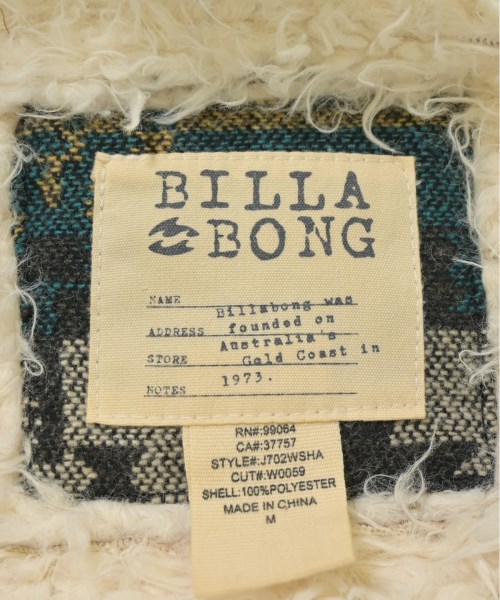 BILLA
BONG
NAME
Billabong was
ADDRESS founded on
Australia's
STORE Gold Coast in
NOTES 1973.
RN#:99064
CA#:37757
STYLE#:J702WSHA
CUT#:W0059
SHELL:100%POLYESTER
MADE IN CHINA
M